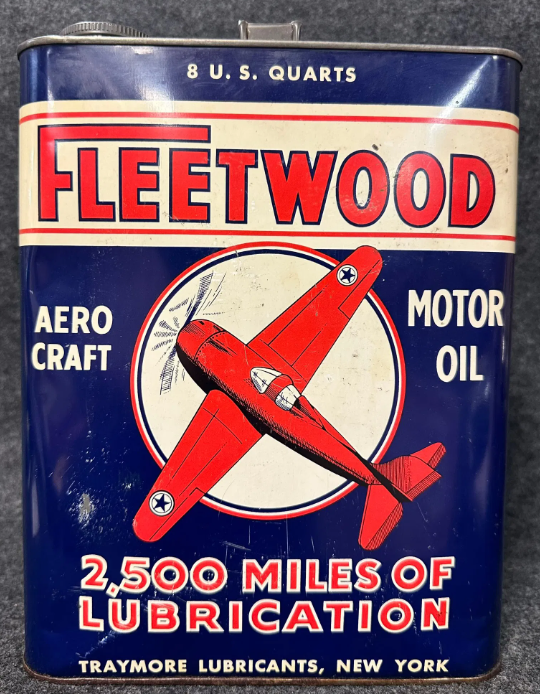 8 U. S. QUARTS
FLEETWOOD
AERO
CRAFT
MOTOR
OIL
2,500 MILES OF
LUBRICATION
TRAYMORE LUBRICANTS, NEW YORK